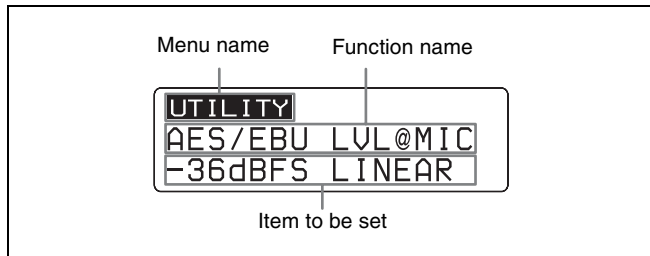 Menu name Function name
UTILITY
AES/EBU LVL@MIC
-36dBFS LINEAR
Item to be set